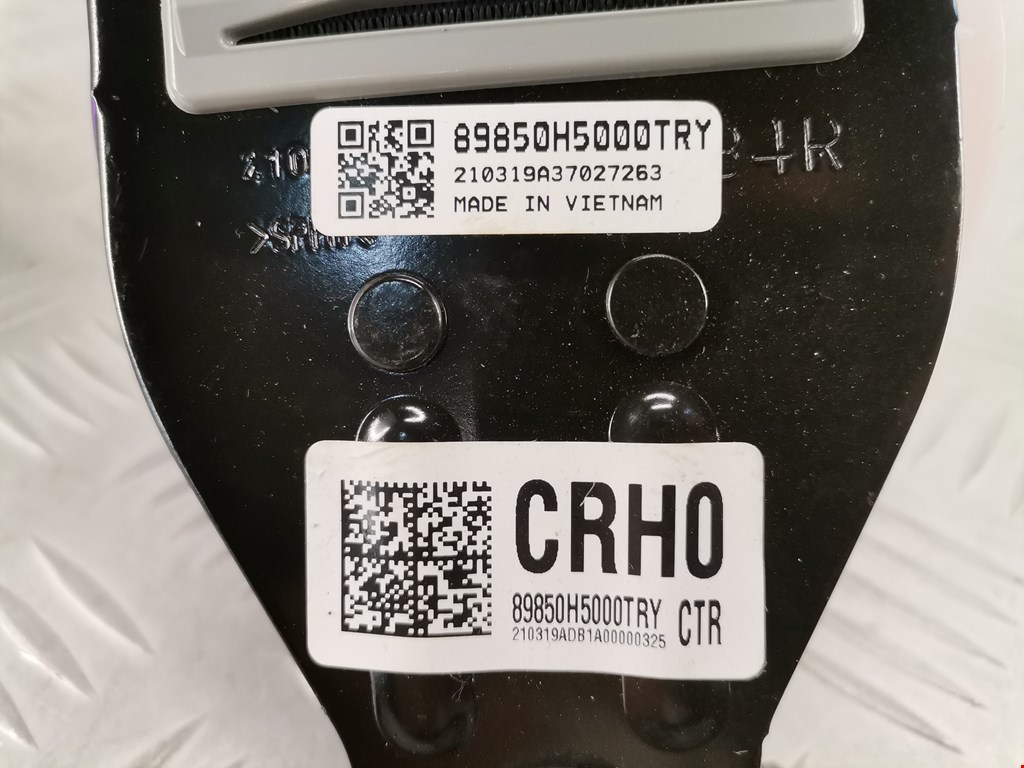 89850H5000TRY
210319A37027263
MADE IN VIETNAM
CRH0
89850H5000TRY CTR
210319ADB1A00000325